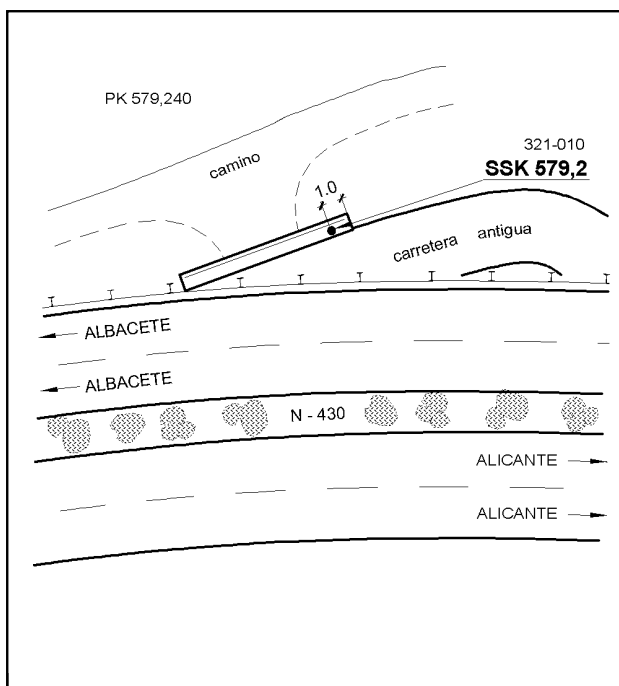 PK 579,240
321-010
camino
SSK 579,2
1.0
carretera antigua
ALBACETE
ALBACETE
N - 430
ALICANTE
ALICANTE